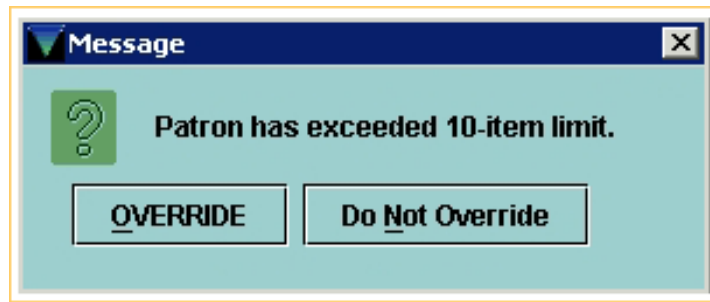 Message
Patron has exceeded 10-item limit.
OVERRIDE Do Not Override